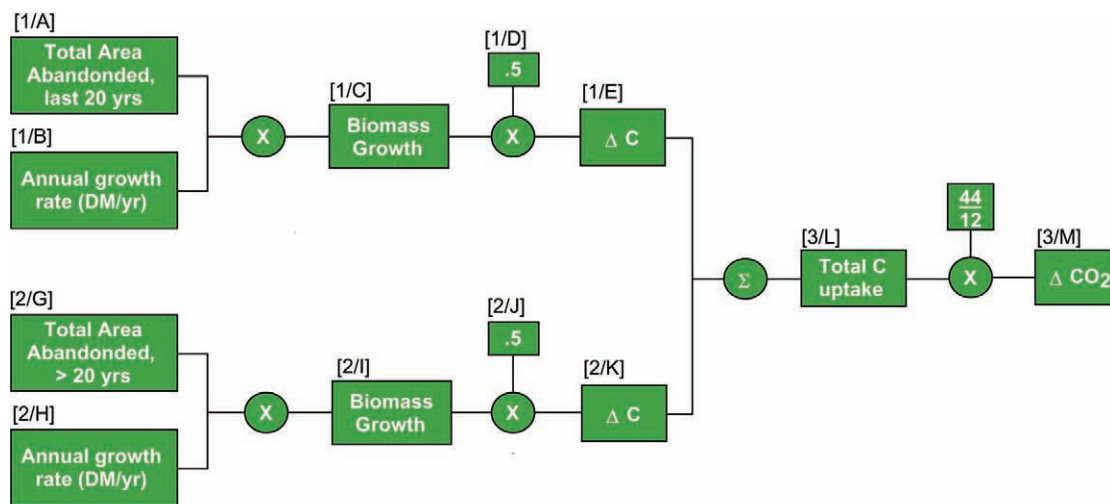 [1/A]
Total Area
Abandonded,
last 20 yrs
[1/B]
Annual growth
rate (DM/yr)
X
[1/C]
Biomass
Growth
[1/D]
.5
X
[1/E]
Δ C
[2/G]
Total Area
Abandonded,
> 20 yrs
[2/H]
Annual growth
rate (DM/yr)
X
[2/I]
Biomass
Growth
[2/J]
.5
X
[2/K]
Δ C
Σ
[3/L]
Total C
uptake
44
12
X
[3/M]
Δ CO₂